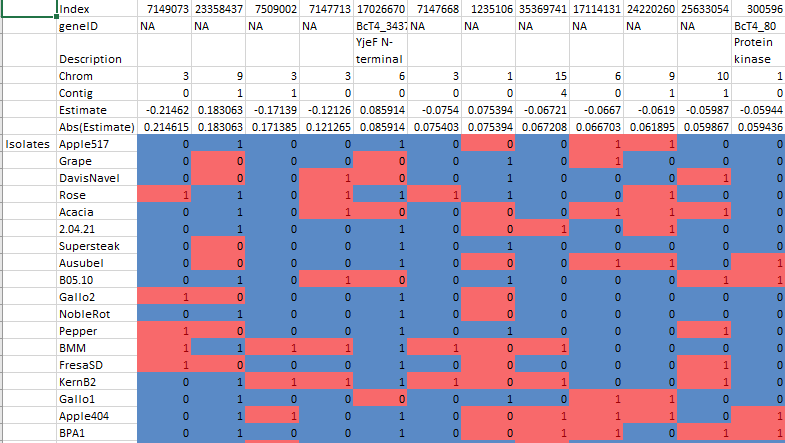 Index 7149073 23358437 7509002 7147713 17026670 7147668 1235106 35369741 17114131 24220260 25633054 300596
geneID NA NA NA NA BcT4_3437 NA NA NA NA NA NA BcT4_80
YjeF N- Protein
Description terminal kinase
Chrom 3 9 3 3 6 3 1 15 6 9 10 1
Contig 0 1 1 0 0 0 0 4 0 1 1 0
Estimate -0.21462 0.183063 -0.17139 -0.12126 0.085914 -0.0754 0.075394 -0.06721 -0.0667 -0.0619 -0.05987 -0.05944
Abs(Estimate) 0.214615 0.183063 0.171385 0.121265 0.085914 0.075403 0.075394 0.067208 0.066703 0.061895 0.059867 0.059436
Isolates Apple517 0 1 0 0 1 0 0 0 1 1 0 0
Grape 0 0 0 0 0 0 1 0 1 0 0 0
DavisNavel 0 0 0 1 0 0 1 0 0 0 1 0
Rose 1 1 0 1 1 1 1 0 0 1 0 0
Acacia 0 1 0 1 0 0 0 0 1 1 1 0
2.04.21 0 1 0 0 1 0 0 1 0 1 0 0
Supersteak 0 0 0 0 1 0 1 0 0 0 0 0
Ausubel 0 0 0 0 1 0 0 0 1 1 0 1
B05.10 0 1 0 1 0 0 1 0 0 0 1 1
Gallo2 1 0 0 0 1 0 0 0 0 0 0 0
NobleRot 0 1 0 0 1 0 0 0 0 0 0 0
Pepper 1 0 0 0 1 0 1 0 0 0 1 0
BMM 1 1 1 1 1 1 0 1 0 0 0 0
FresaSD 1 0 0 0 1 0 0 0 0 0 1 0
KernB2 0 1 1 1 1 1 0 1 0 0 1 0
Gallo1 0 1 0 0 0 0 1 0 1 1 0 0
Apple404 0 1 1 0 1 0 0 1 1 1 0 1
BPA1 0 1 0 0 1 0 0 1 1 0 1 1